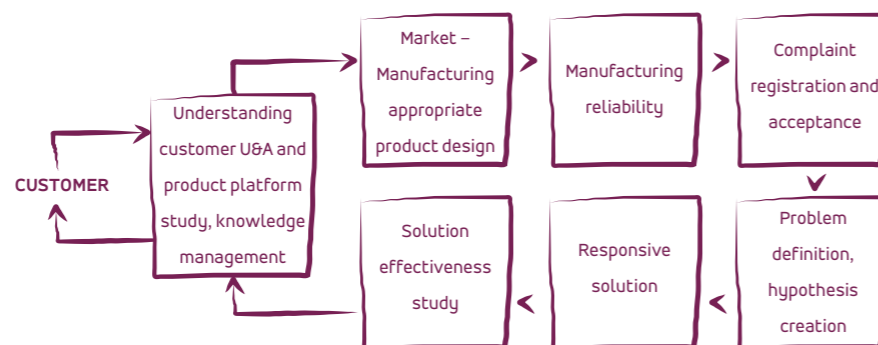 CUSTOMER
Understanding
customer U&A and
product platform
study, knowledge
management
Market –
Manufacturing
appropriate
product design
Manufacturing
reliability
Complaint
registration and
acceptance
Problem
definition,
hypothesis
creation
Responsive
solution
Solution
effectiveness
study